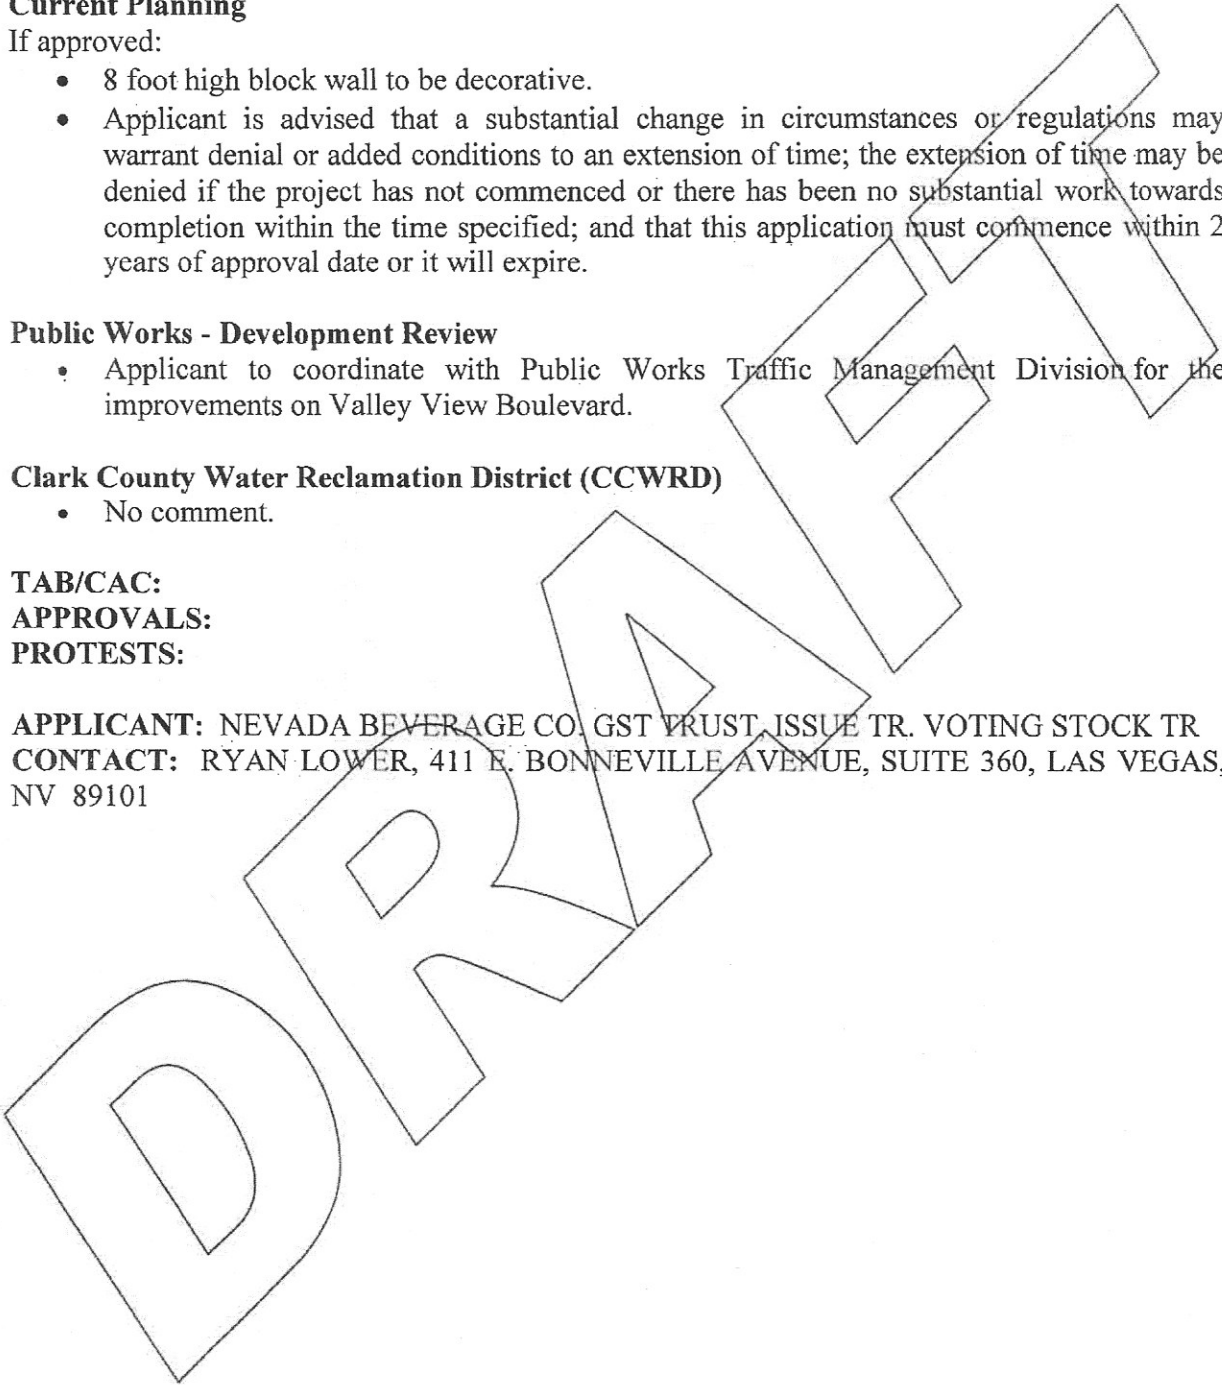 Current Planning
If approved:
• 8 foot high block wall to be decorative.
• Applicant is advised that a substantial change in circumstances or regulations may
warrant denial or added conditions to an extension of time; the extension of time may be
denied if the project has not commenced or there has been no substantial work towards
completion within the time specified; and that this application must commence within 2
years of approval date or it will expire.
Public Works - Development Review
• Applicant to coordinate with Public Works Traffic Management Division for the
improvements on Valley View Boulevard.
Clark County Water Reclamation District (CCWRD)
• No comment.
TAB/CAC:
APPROVALS:
PROTESTS:
APPLICANT: NEVADA BEVERAGE CO. GST TRUST, ISSUE TR. VOTING STOCK TR
CONTACT: RYAN LOWER, 411 E. BONNEVILLE AVENUE, SUITE 360, LAS VEGAS,
NV 89101
DRAFT